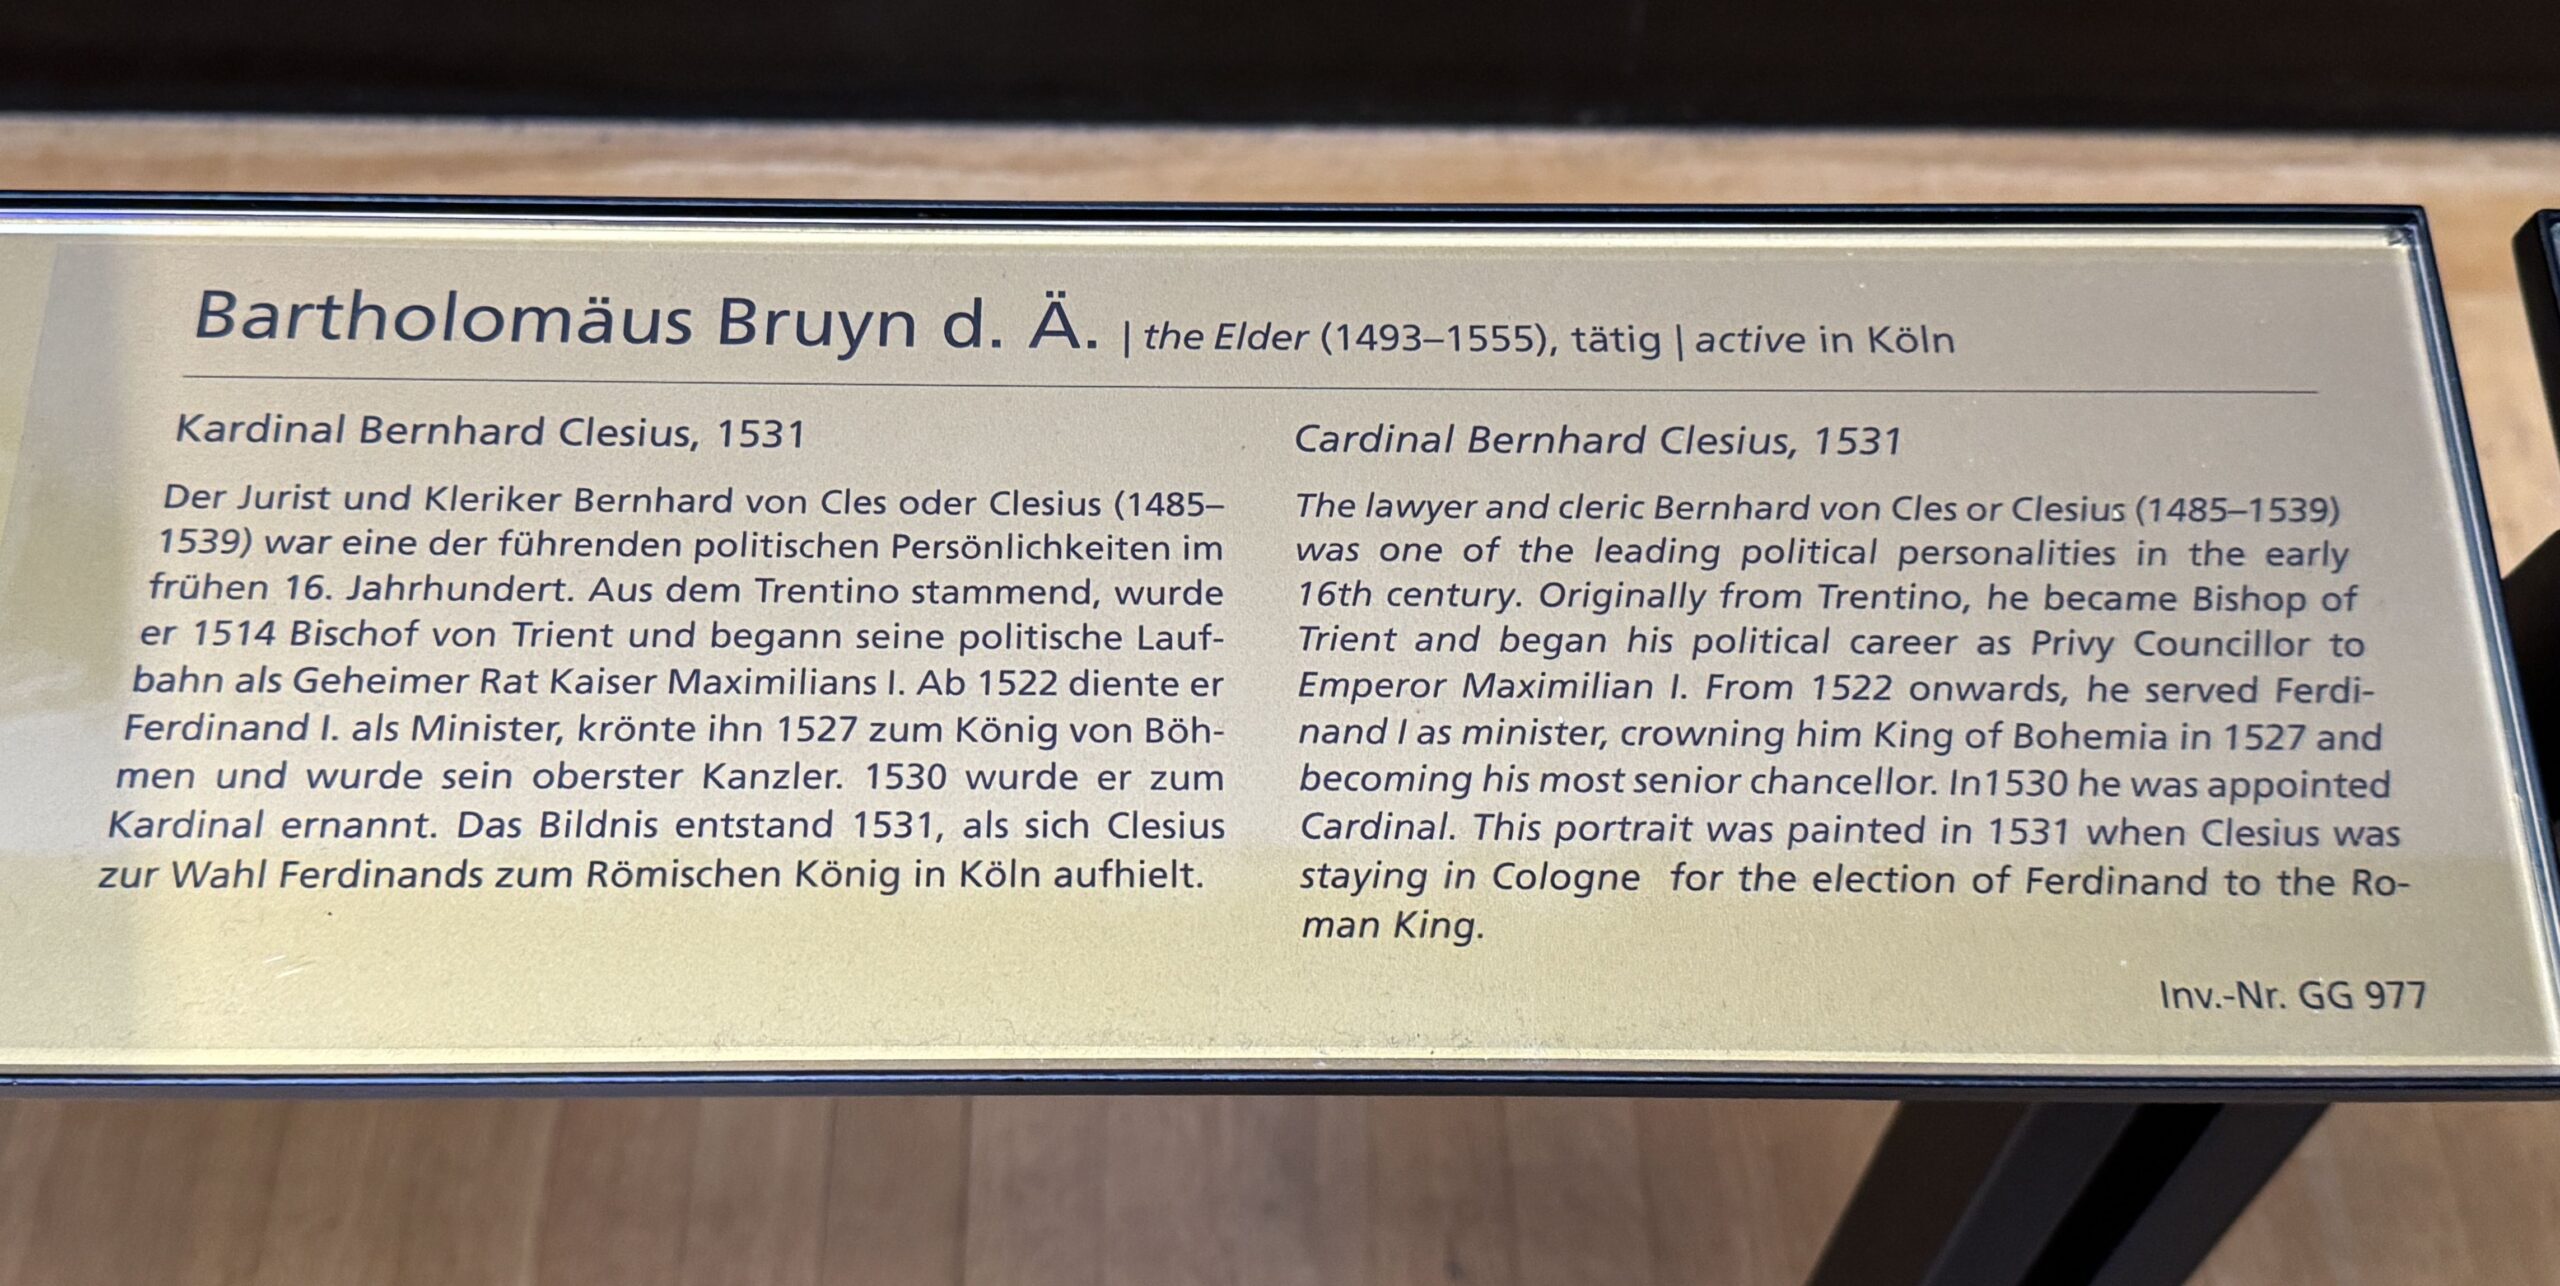 Bartholomäus Bruyn d. Ä. | the Elder (1493–1555), tätig | active in Köln
Kardinal Bernhard Clesius, 1531
Der Jurist und Kleriker Bernhard von Cles oder Clesius (1485–
1539) war eine der führenden politischen Persönlichkeiten im
frühen 16. Jahrhundert. Aus dem Trentino stammend, wurde
er 1514 Bischof von Trient und begann seine politische Lauf-
bahn als Geheimer Rat Kaiser Maximilians I. Ab 1522 diente er
Ferdinand I. als Minister, krönte ihn 1527 zum König von Böh-
men und wurde sein oberster Kanzler. 1530 wurde er zum
Kardinal ernannt. Das Bildnis entstand 1531, als sich Clesius
zur Wahl Ferdinands zum Römischen König in Köln aufhielt.
Cardinal Bernhard Clesius, 1531
The lawyer and cleric Bernhard von Cles or Clesius (1485–1539)
was one of the leading political personalities in the early
16th century. Originally from Trentino, he became Bishop of
Trient and began his political career as Privy Councillor to
Emperor Maximilian I. From 1522 onwards, he served Ferdi-
nand I as minister, crowning him King of Bohemia in 1527 and
becoming his most senior chancellor. In1530 he was appointed
Cardinal. This portrait was painted in 1531 when Clesius was
staying in Cologne  for the election of Ferdinand to the Ro-
man King.
Inv.-Nr. GG 977